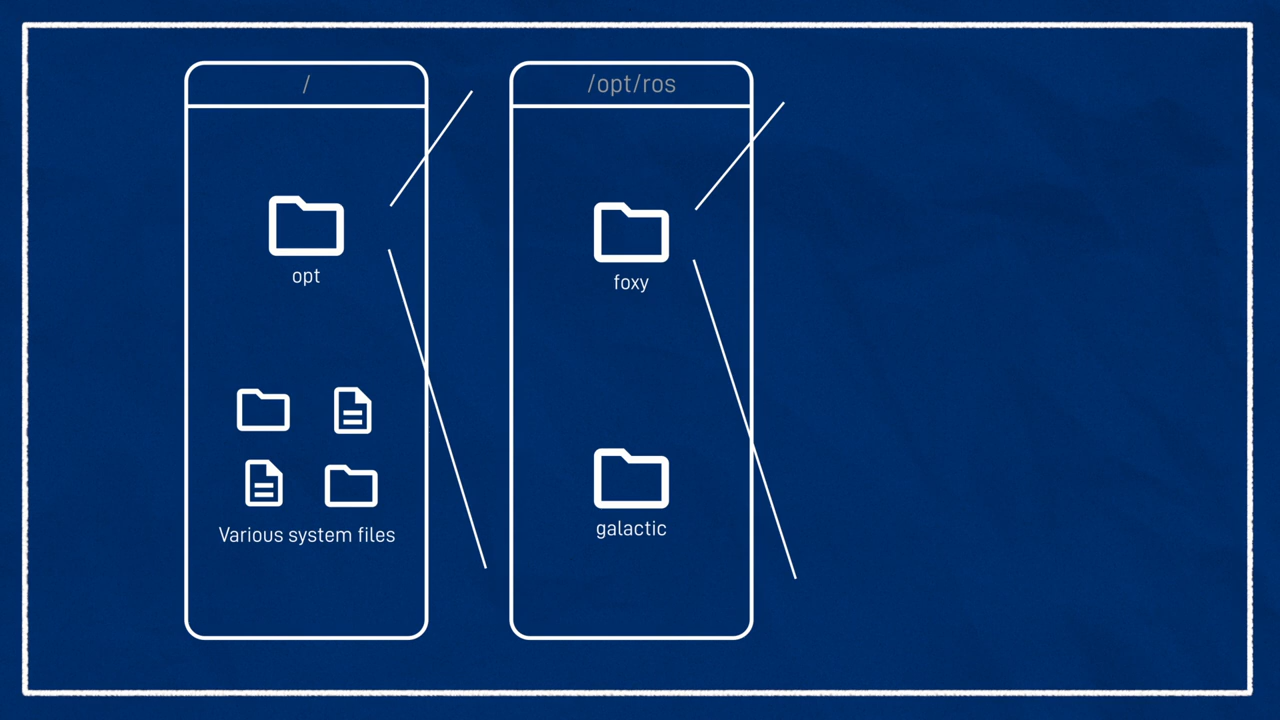 /
opt
Various system files
/opt/ros
foxy
galactic